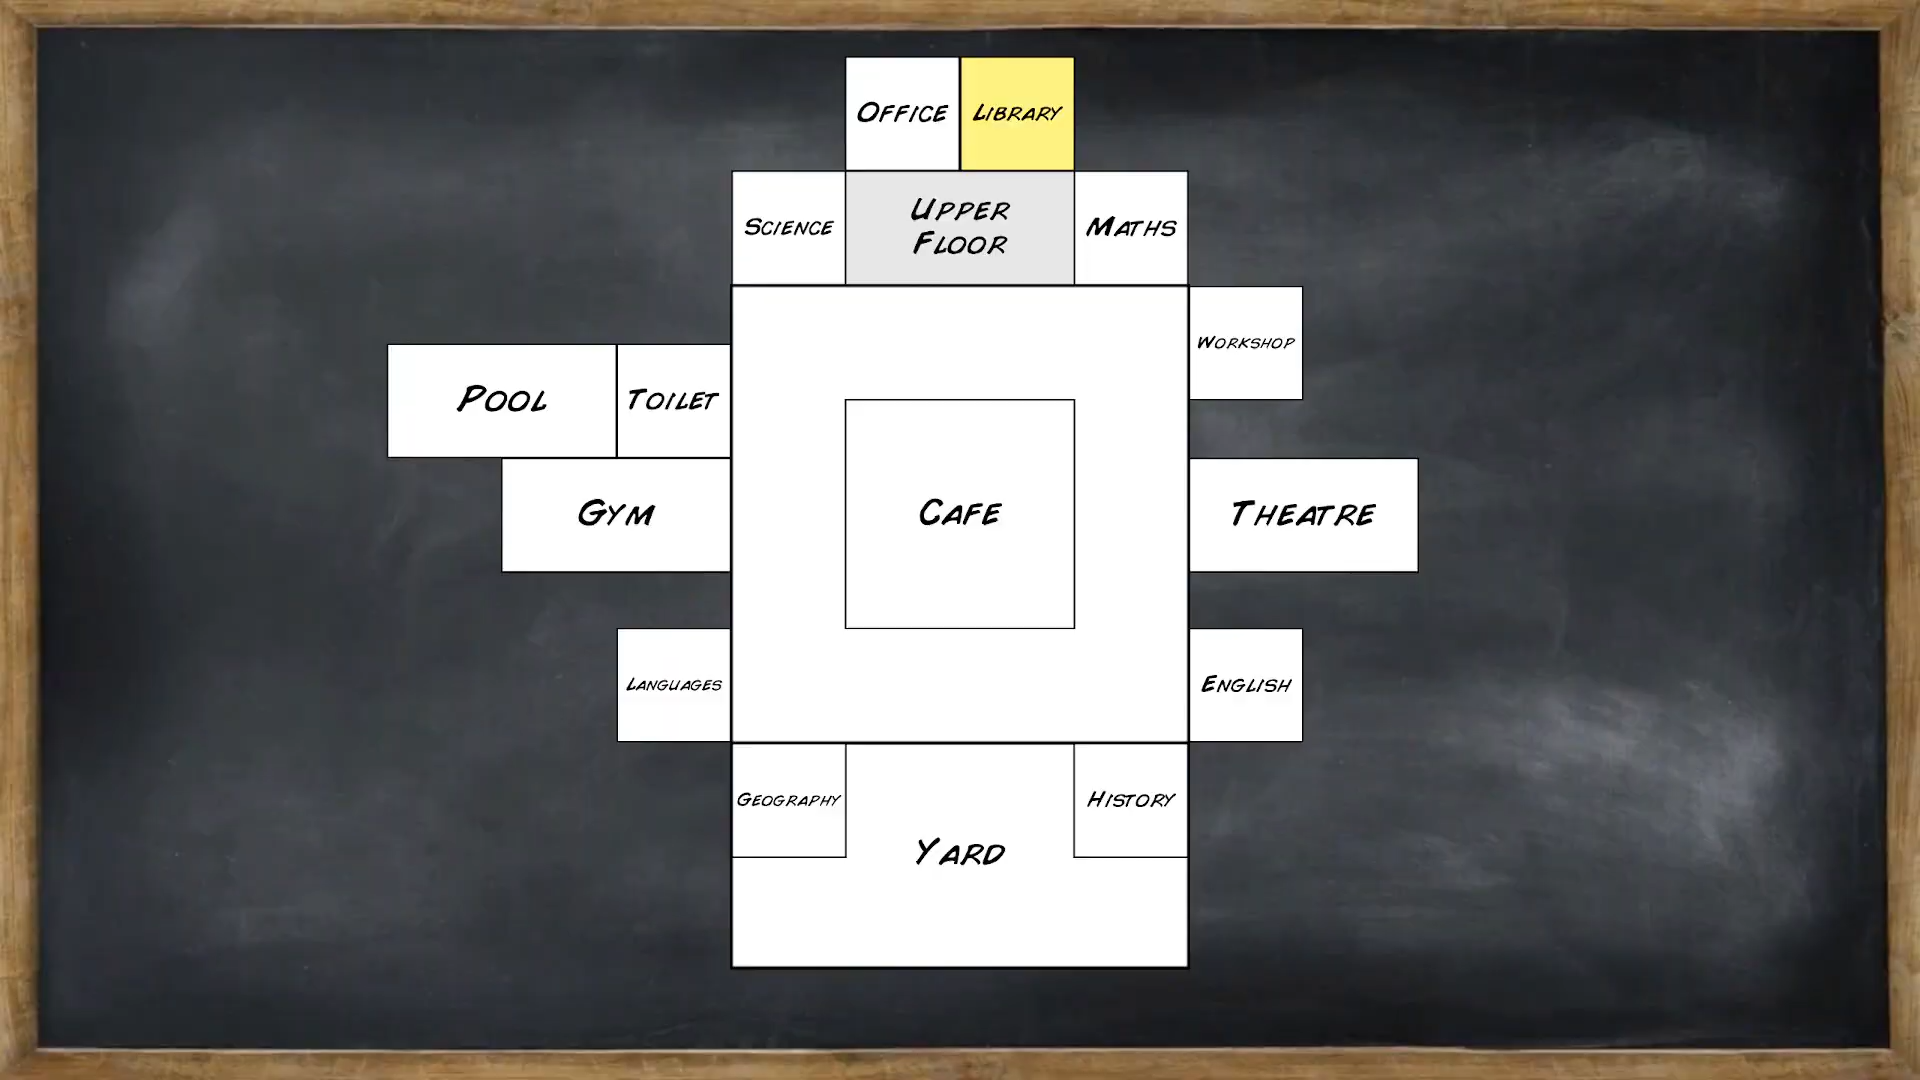 Office
Library
Science
Upper
Floor
Maths
Workshop
Pool
Toilet
Gym
Cafe
Theatre
Languages
English
Geography
History
Yard